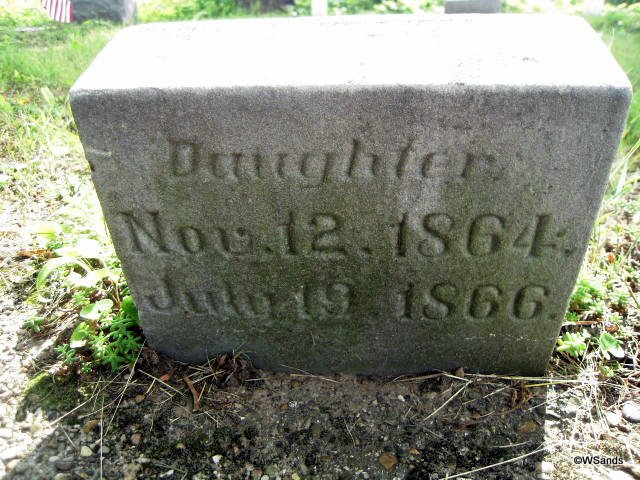 Daughter.
Nov. 12. 1864.
July 19 1866.
©WSands